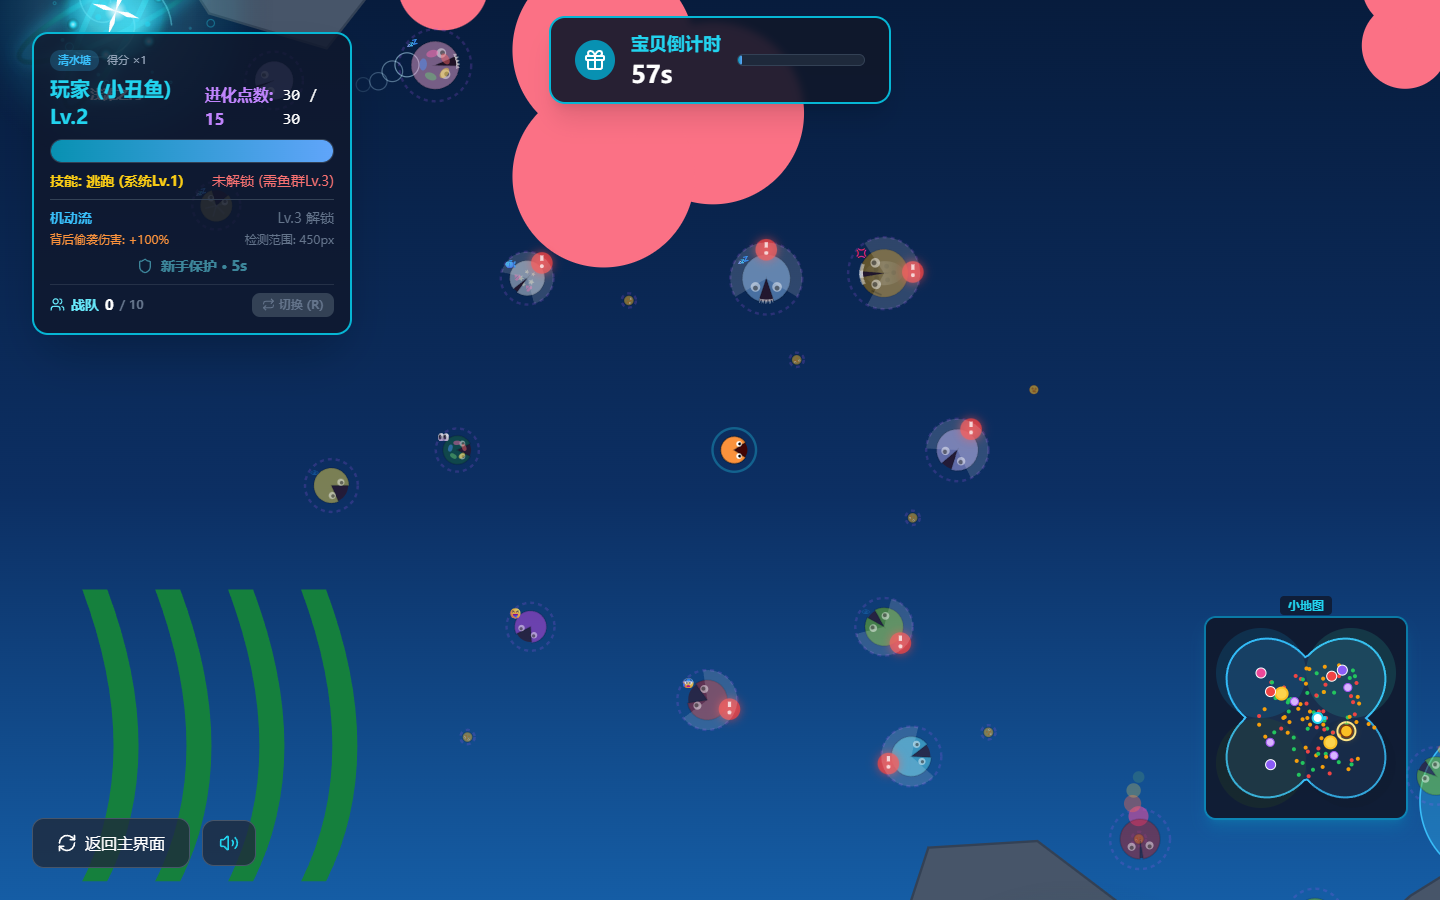 清水塘 得分 ×1
玩家 (小丑鱼)
Lv.2
进化点数: 30 /
15 30
技能: 逃跑 (系统Lv.1) 未解锁 (需鱼群Lv.3)
机动流 Lv.3 解锁
背后偷袭伤害: +100% 检测范围: 450px
新手保护 • 5s
战队 0 / 10 切换 (R)
宝贝倒计时
57s
小地图
返回主界面